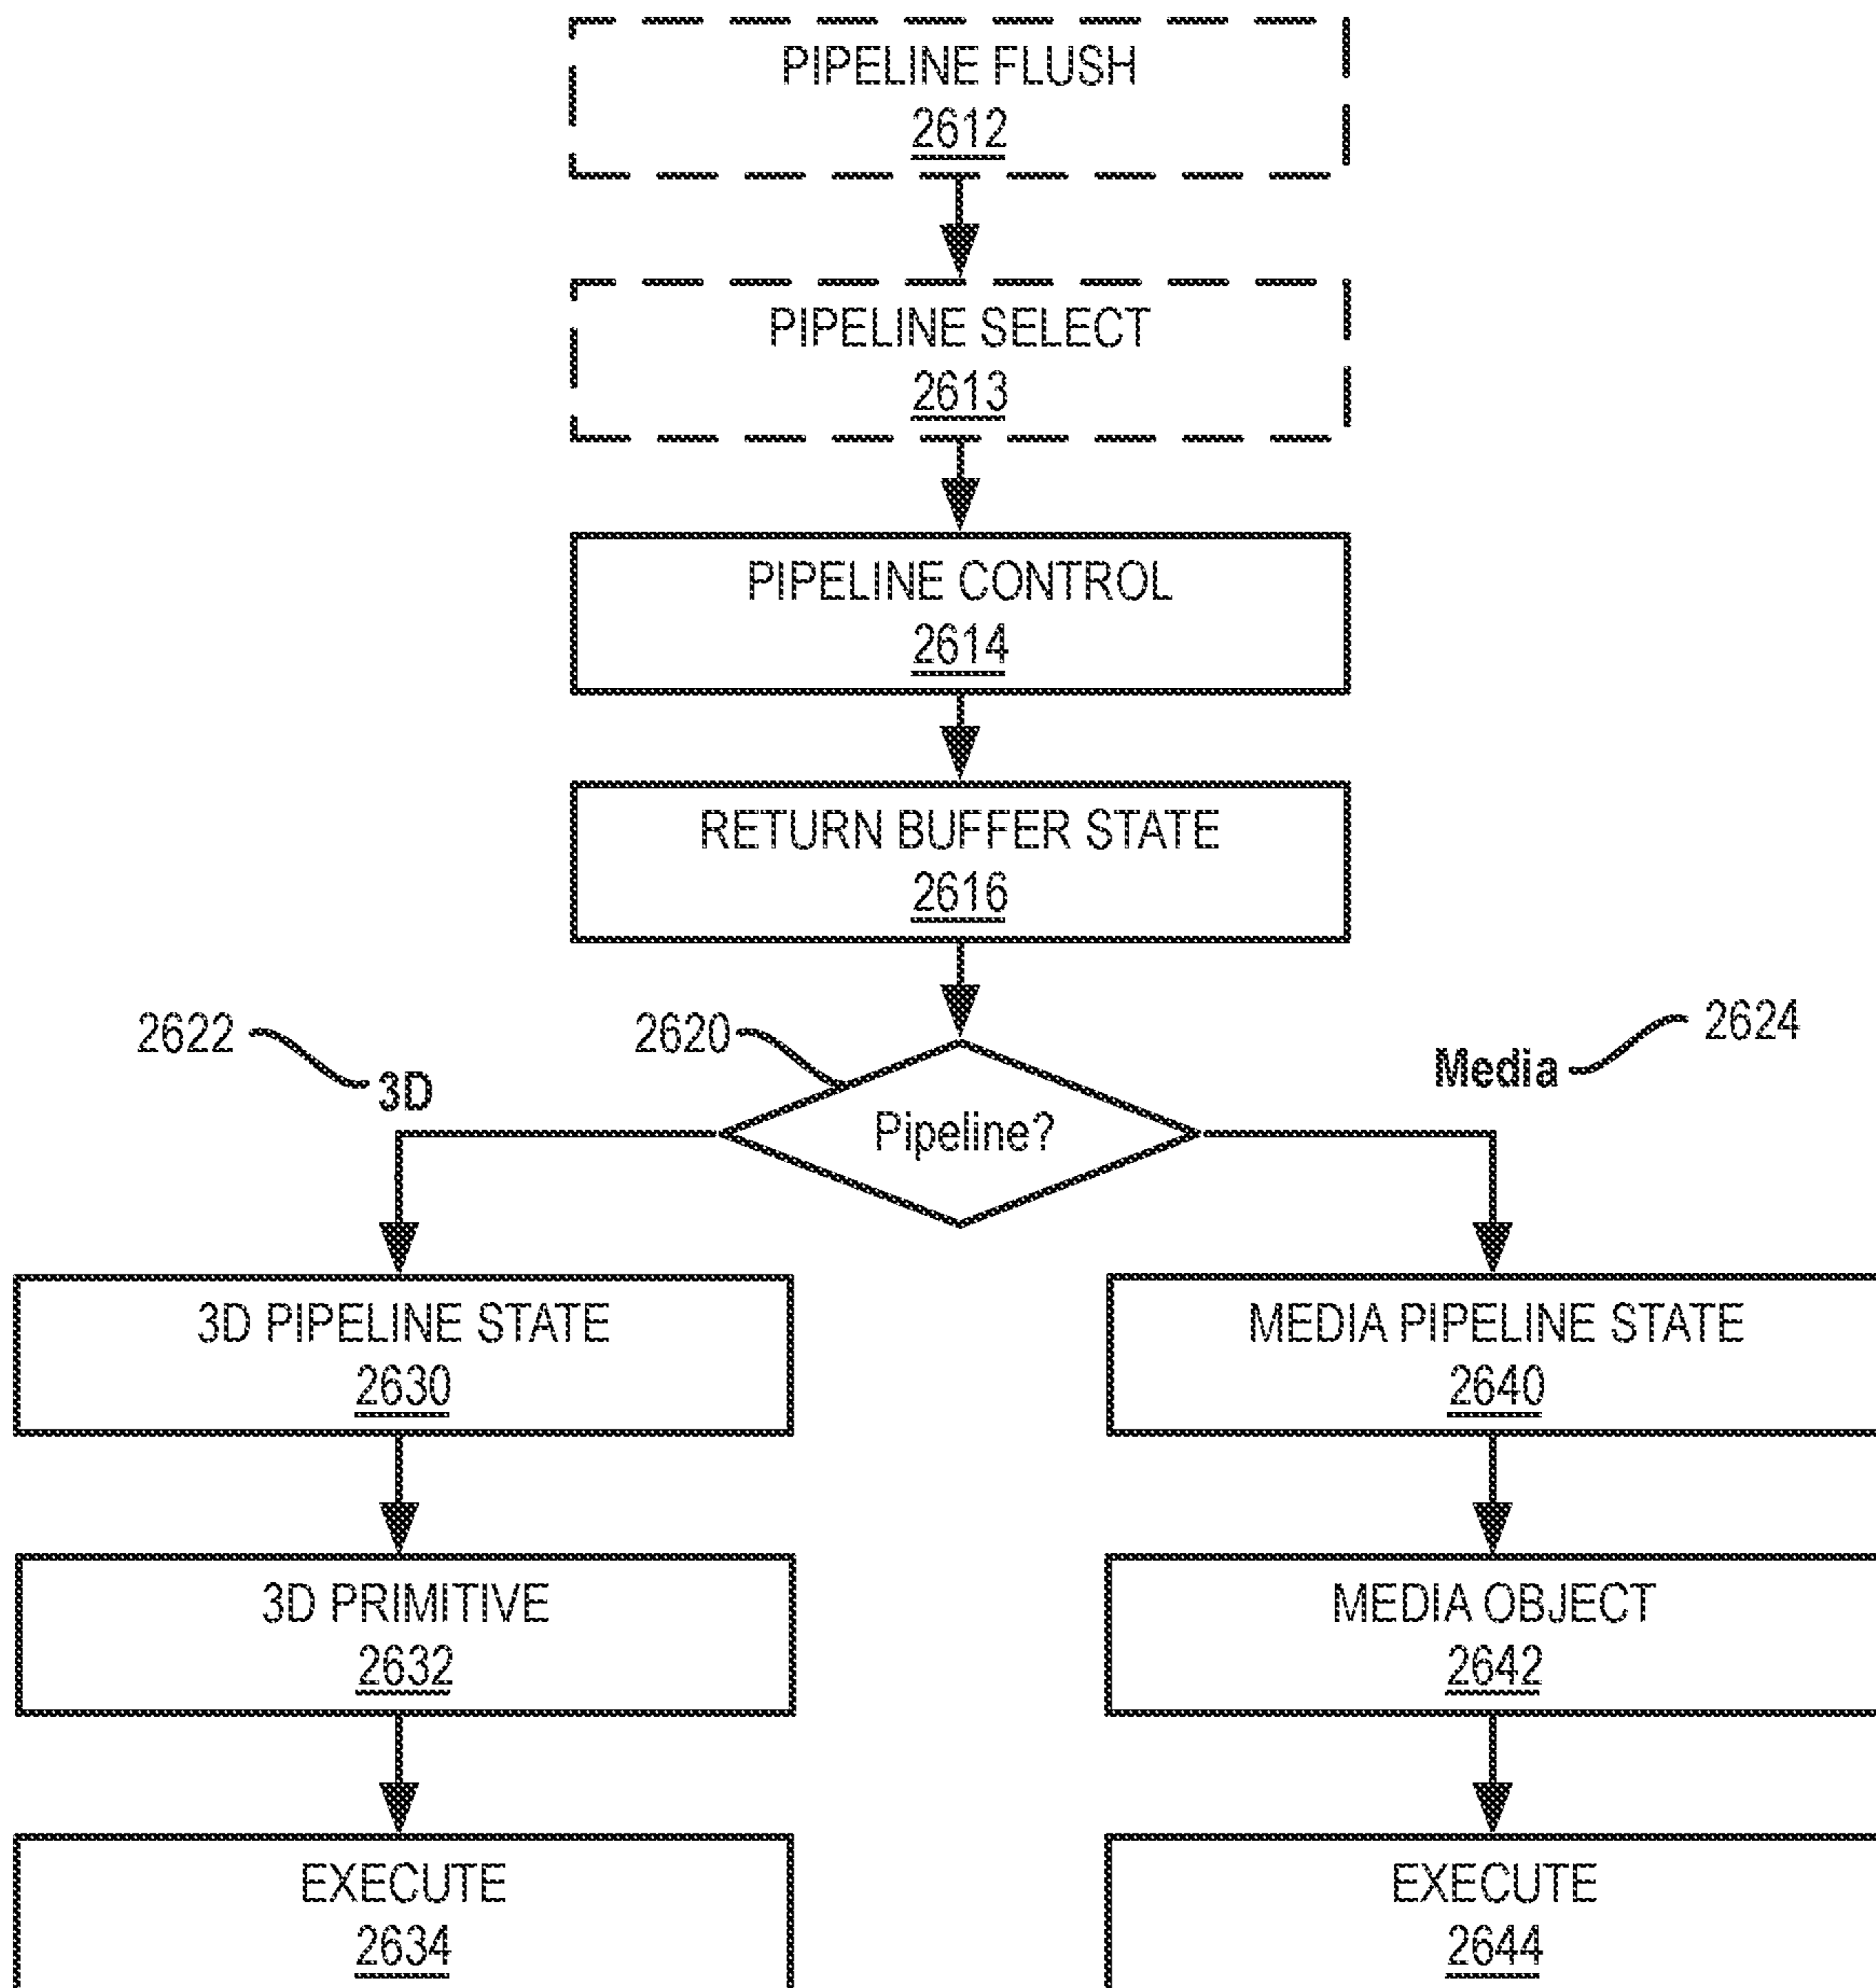 PIPELINE FLUSH
2612
PIPELINE SELECT
2613
PIPELINE CONTROL
2614
RETURN BUFFER STATE
2616
2622
3D
2620
Pipeline?
Media
2624
3D PIPELINE STATE
2630
MEDIA PIPELINE STATE
2640
3D PRIMITIVE
2632
MEDIA OBJECT
2642
EXECUTE
2634
EXECUTE
2644